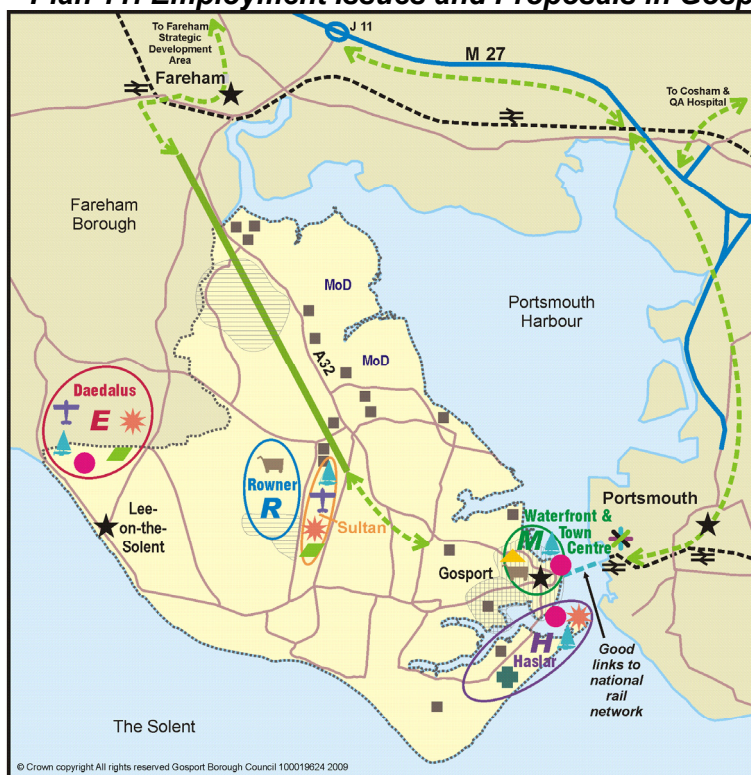 Plan 11: Employment Issues and Proposals in Gosp
To Fareham
Strategic
Development
Area
J 11
M 27
Fareham
To Cosham &
QA Hospital
Fareham
Borough
MoD
Portsmouth
Harbour
A32
MoD
Daedalus
E
Rowner
R
Sultan
Lee-
on-the-
Solent
Portsmouth
Waterfront &
Town
Centre
M
Gosport
H
Haslar
Good
links to
national
rail
network
The Solent
© Crown copyright All rights reserved Gosport Borough Council 100019624 2009